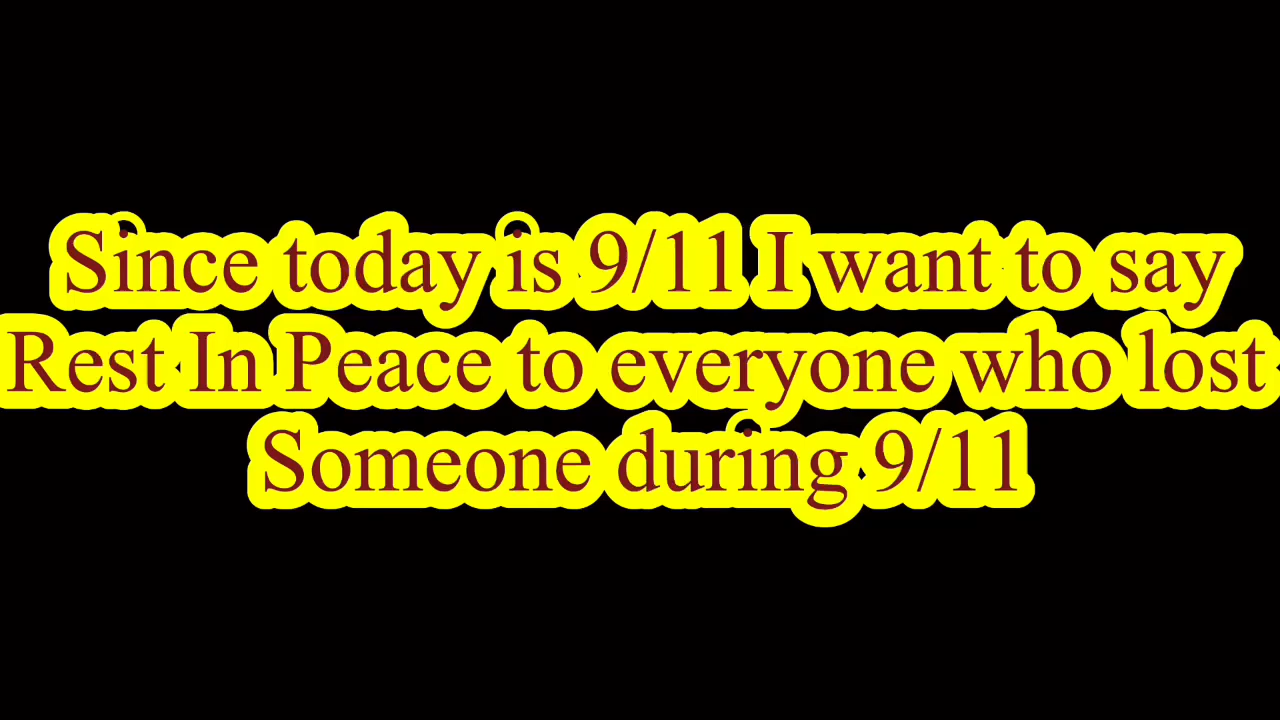 Since today is 9/11 I want to say
Rest In Peace to everyone who lost
Someone during 9/11